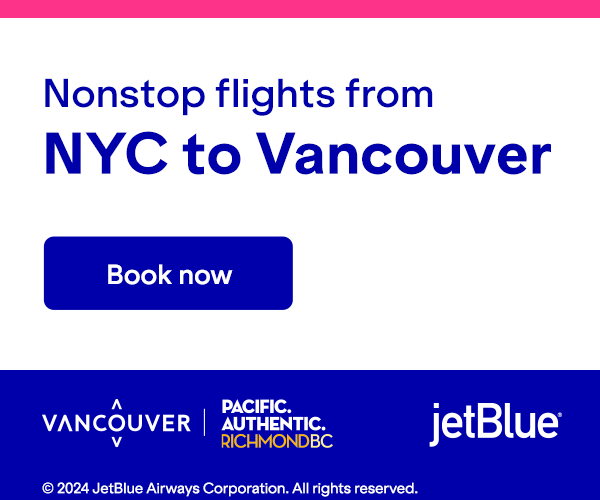 Nonstop flights from
NYC to Vancouver
Book now
VANCOUVER
PACIFIC.
AUTHENTIC.
RICHMONDBC
jetBlue®
© 2024 JetBlue Airways Corporation. All rights reserved.